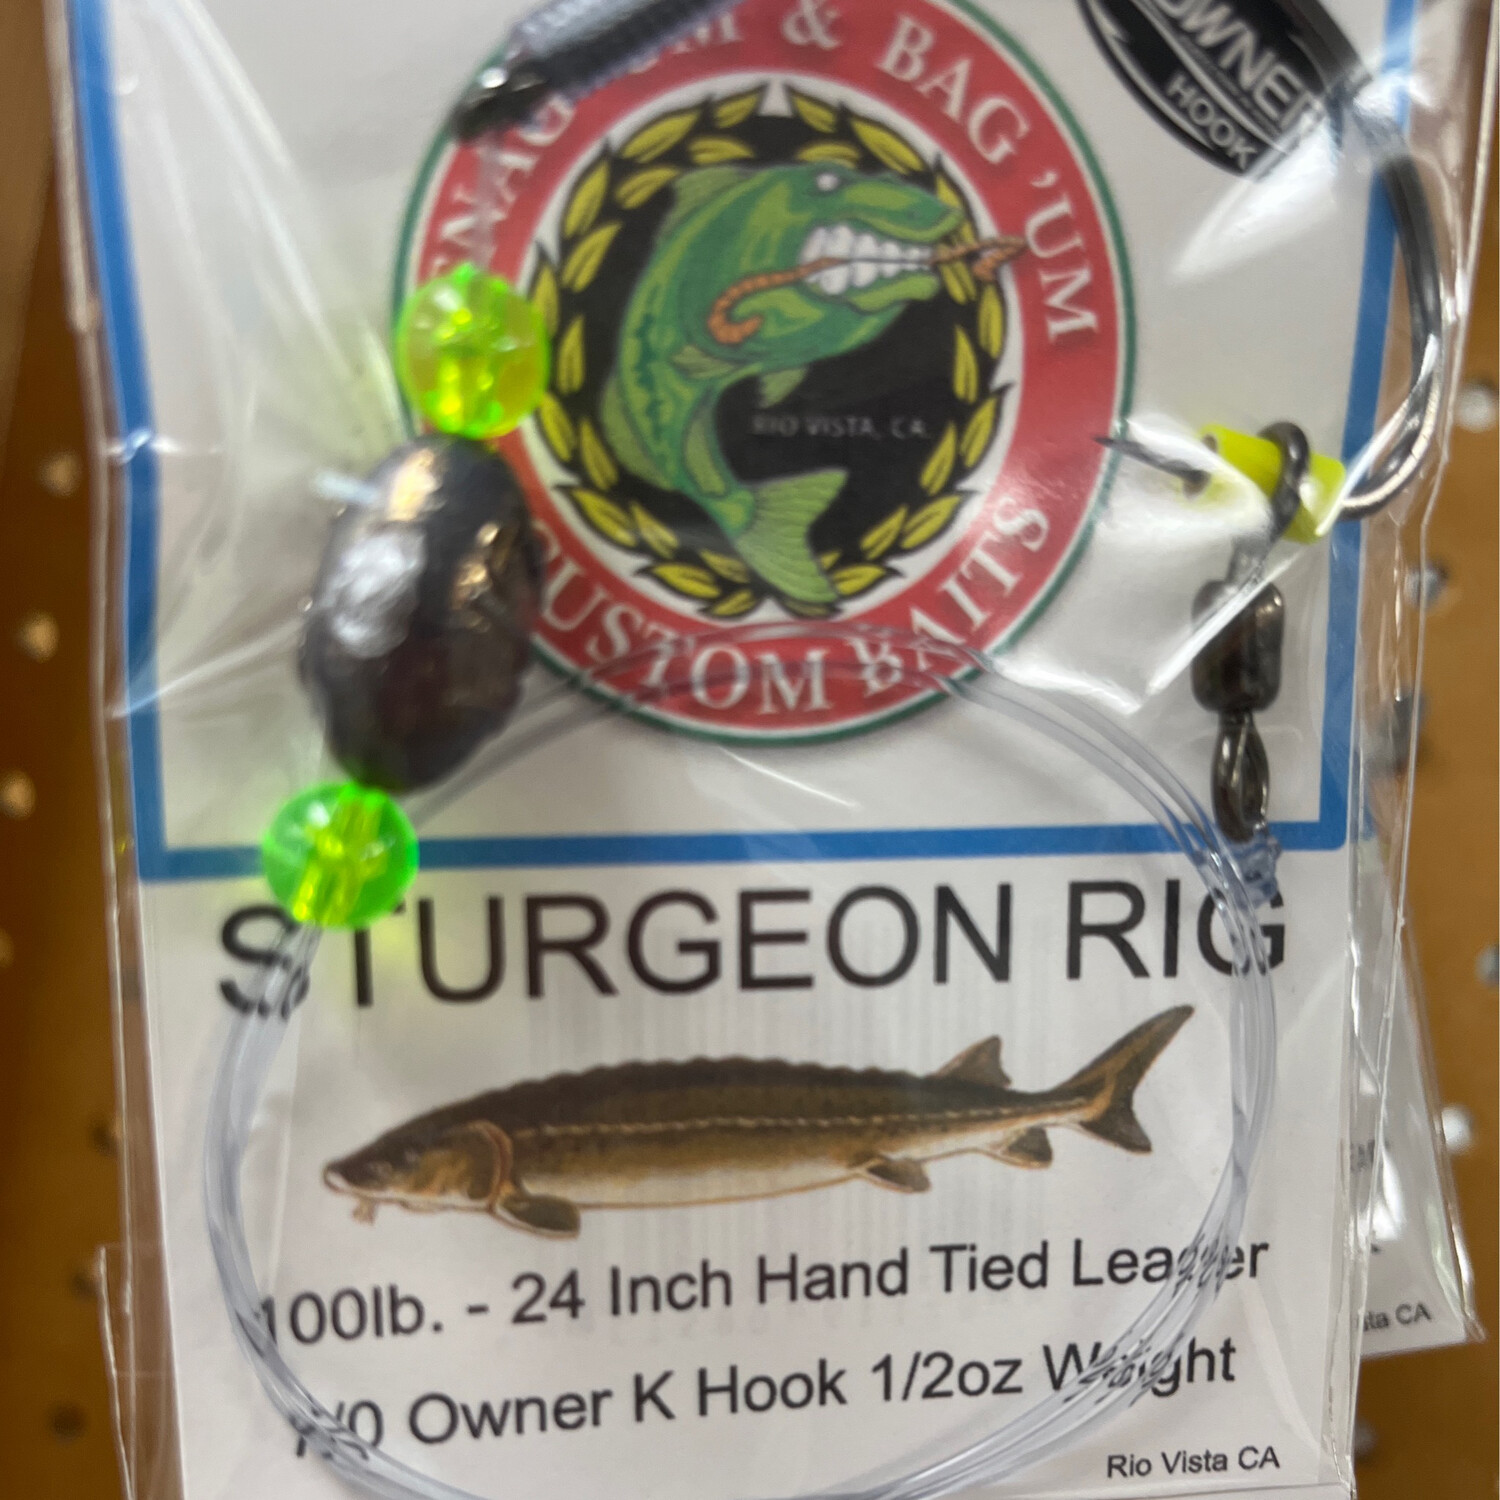 & BAG 'UM
OWNER
HOOK
RIO VISTA, CA.
CUSTOM BAITS
STURGEON RIG
100lb. - 24 Inch Hand Tied Leader
Owner K Hook 1/2oz Weight
Rio Vista CA
CA